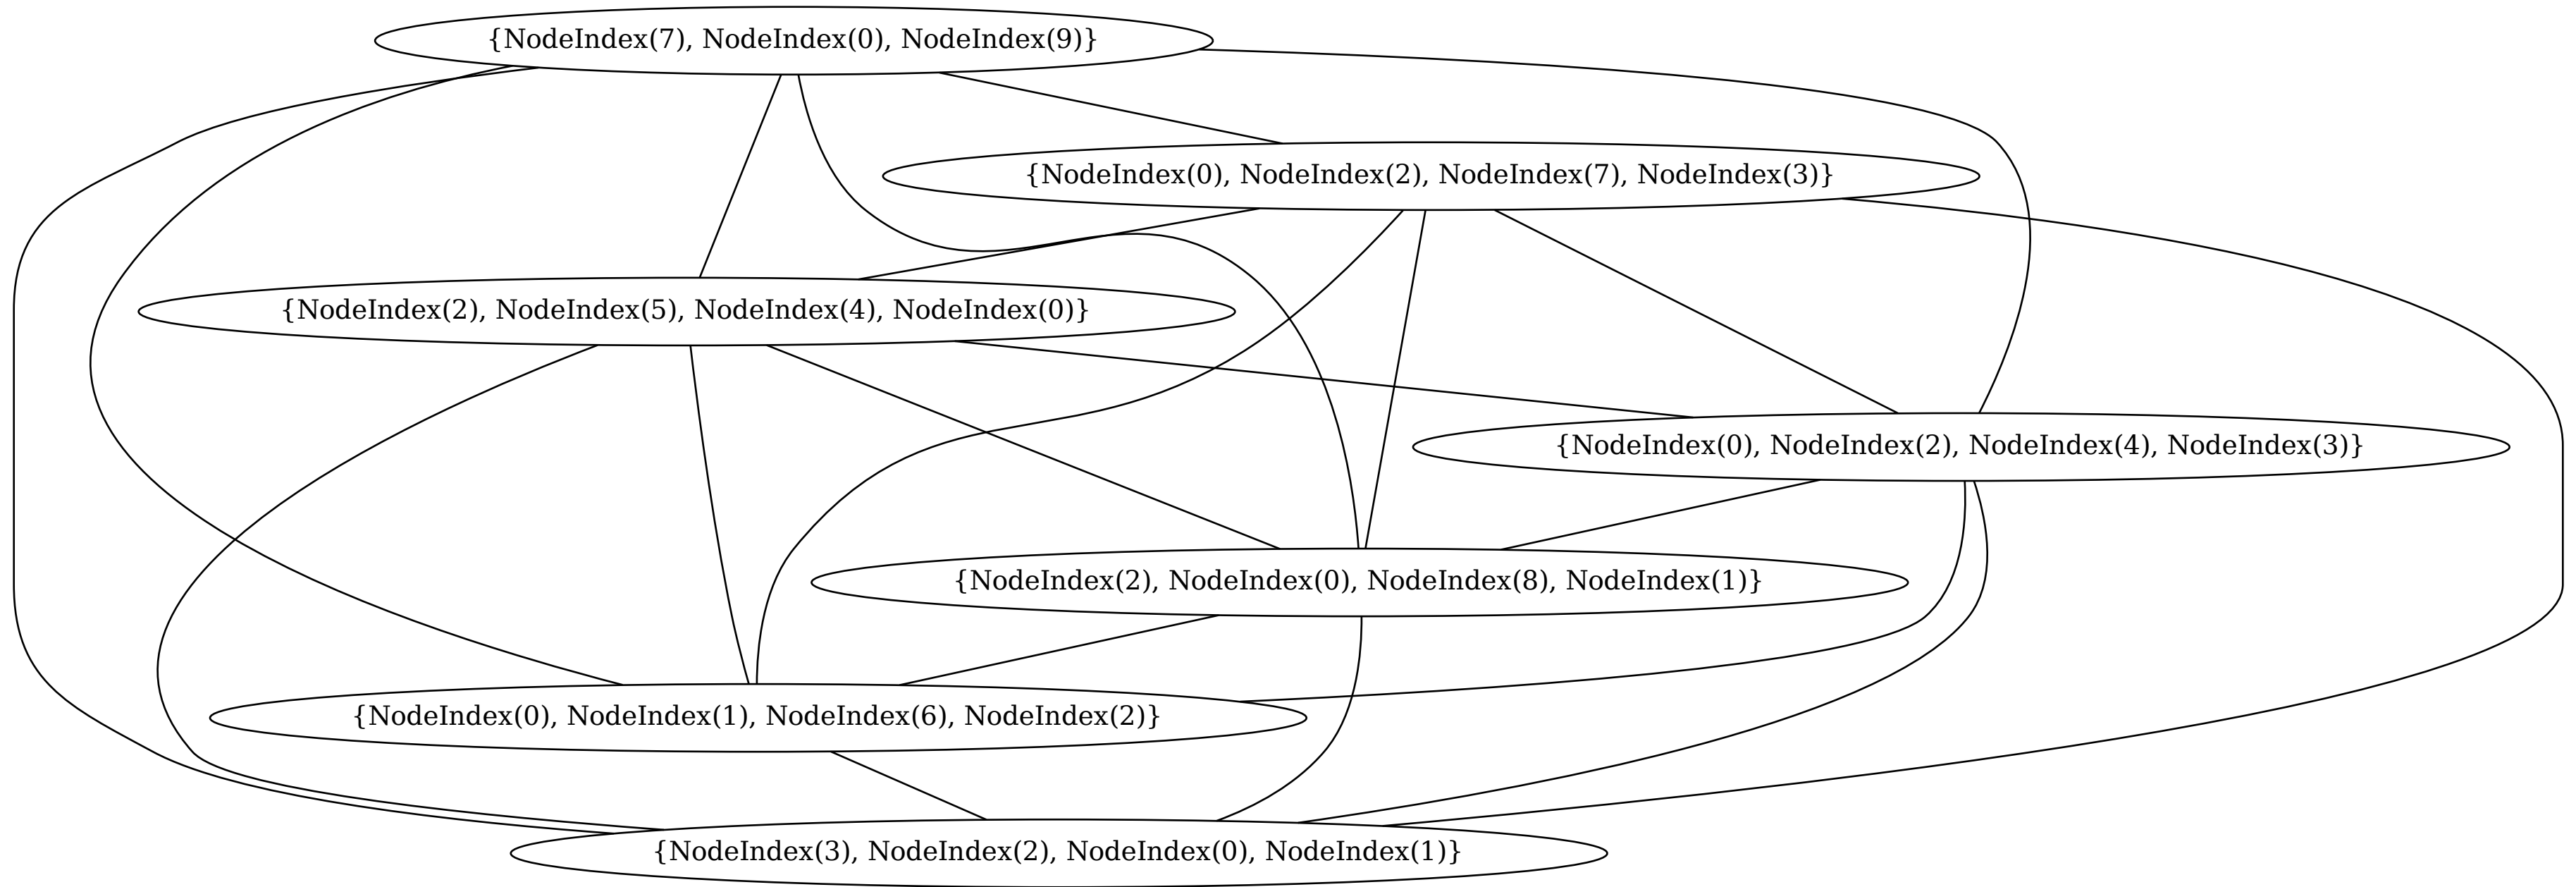 {NodeIndex(7), NodeIndex(0), NodeIndex(9)}
{NodeIndex(0), NodeIndex(2), NodeIndex(7), NodeIndex(3)}
{NodeIndex(2), NodeIndex(5), NodeIndex(4), NodeIndex(0)}
{NodeIndex(0), NodeIndex(2), NodeIndex(4), NodeIndex(3)}
{NodeIndex(2), NodeIndex(0), NodeIndex(8), NodeIndex(1)}
{NodeIndex(0), NodeIndex(1), NodeIndex(6), NodeIndex(2)}
{NodeIndex(3), NodeIndex(2), NodeIndex(0), NodeIndex(1)}